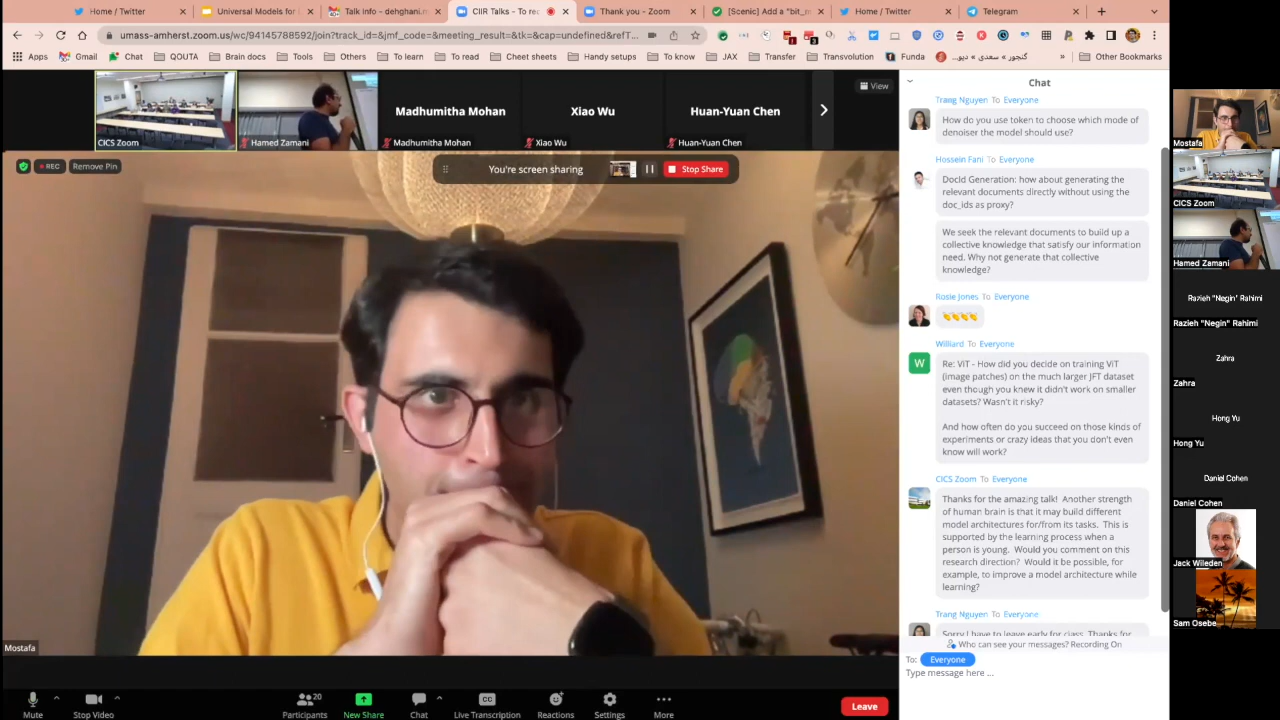 Home / Twitter
Universal Models for L
Talk info - dehghani.m
CIIR Talks - To rec
Thank you - Zoom
[Scenic] Add a "bit_n
Home / Twitter
Telegram
umass-amherst.zoom.us/wc/94145788592/join?track_id=&jmf_code=&meeting_result=&tk=&cap=undefined&refT...
Apps
Gmail
Chat
QOUTA
Brain docs
Tools
Others
To learn
To read
Cheet sheets
Handy setups
To know
JAX
Transfer
Transvolution
Funda
گنجور » سعدی » دیو...
»
Other Bookmarks
CICS Zoom
Hamed Zamani
Madhumitha Mohan
Madhumitha Mohan
Xiao Wu
Xiao Wu
Huan-Yuan Chen
Huan-Yuan Chen
View
REC
Remove Pin
You're screen sharing
Stop Share
Mostafa
Mute
Stop Video
20
Participants
New Share
Chat
CC
Live Transcription
Reactions
Settings
More
Leave
Chat
Trang Nguyen To Everyone
How do you use token to choose which mode of
denoiser the model should use?
Hossein Fani To Everyone
DocId Generation: how about generating the
relevant documents directly without using the
doc_ids as proxy?
We seek the relevant documents to build up a
collective knowledge that satisfy our information
need. Why not generate that collective
knowledge?
Rosie Jones To Everyone
👏👏👏👏
Williard To Everyone
W
Re: ViT - How did you decide on training ViT
(image patches) on the much larger JFT dataset
even though you knew it didn't work on smaller
datasets? Wasn't it risky?
And how often do you succeed on those kinds of
experiments or crazy ideas that you don't even
know will work?
CICS Zoom To Everyone
Thanks for the amazing talk! Another strength
of human brain is that it may build different
model architectures for/from its tasks. This is
supported by the learning process when a
person is young. Would you comment on this
research direction? Would it be possible, for
example, to improve a model architecture while
learning?
Trang Nguyen To Everyone
Sorry I have to leave early for class. Thanks for
Who can see your messages? Recording On
To: Everyone
Type message here ...
Mostafa
CICS Zoom
Hamed Zamani
Razieh "Negin" Rahimi
Razieh "Negin" Rahimi
Zahra
Zahra
Hong Yu
Hong Yu
Daniel Cohen
Daniel Cohen
Jack Wileden
Sam Osebe